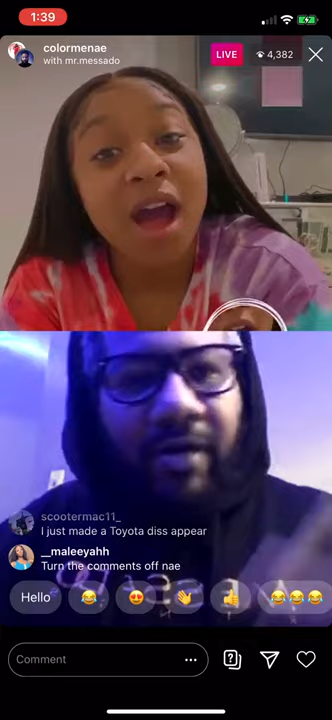 1:39
colormenae
with mr.messado
LIVE
4,382
scootermac11_
I just made a Toyota diss appear
__maleeyahh
Turn the comments off nae
Hello
Comment